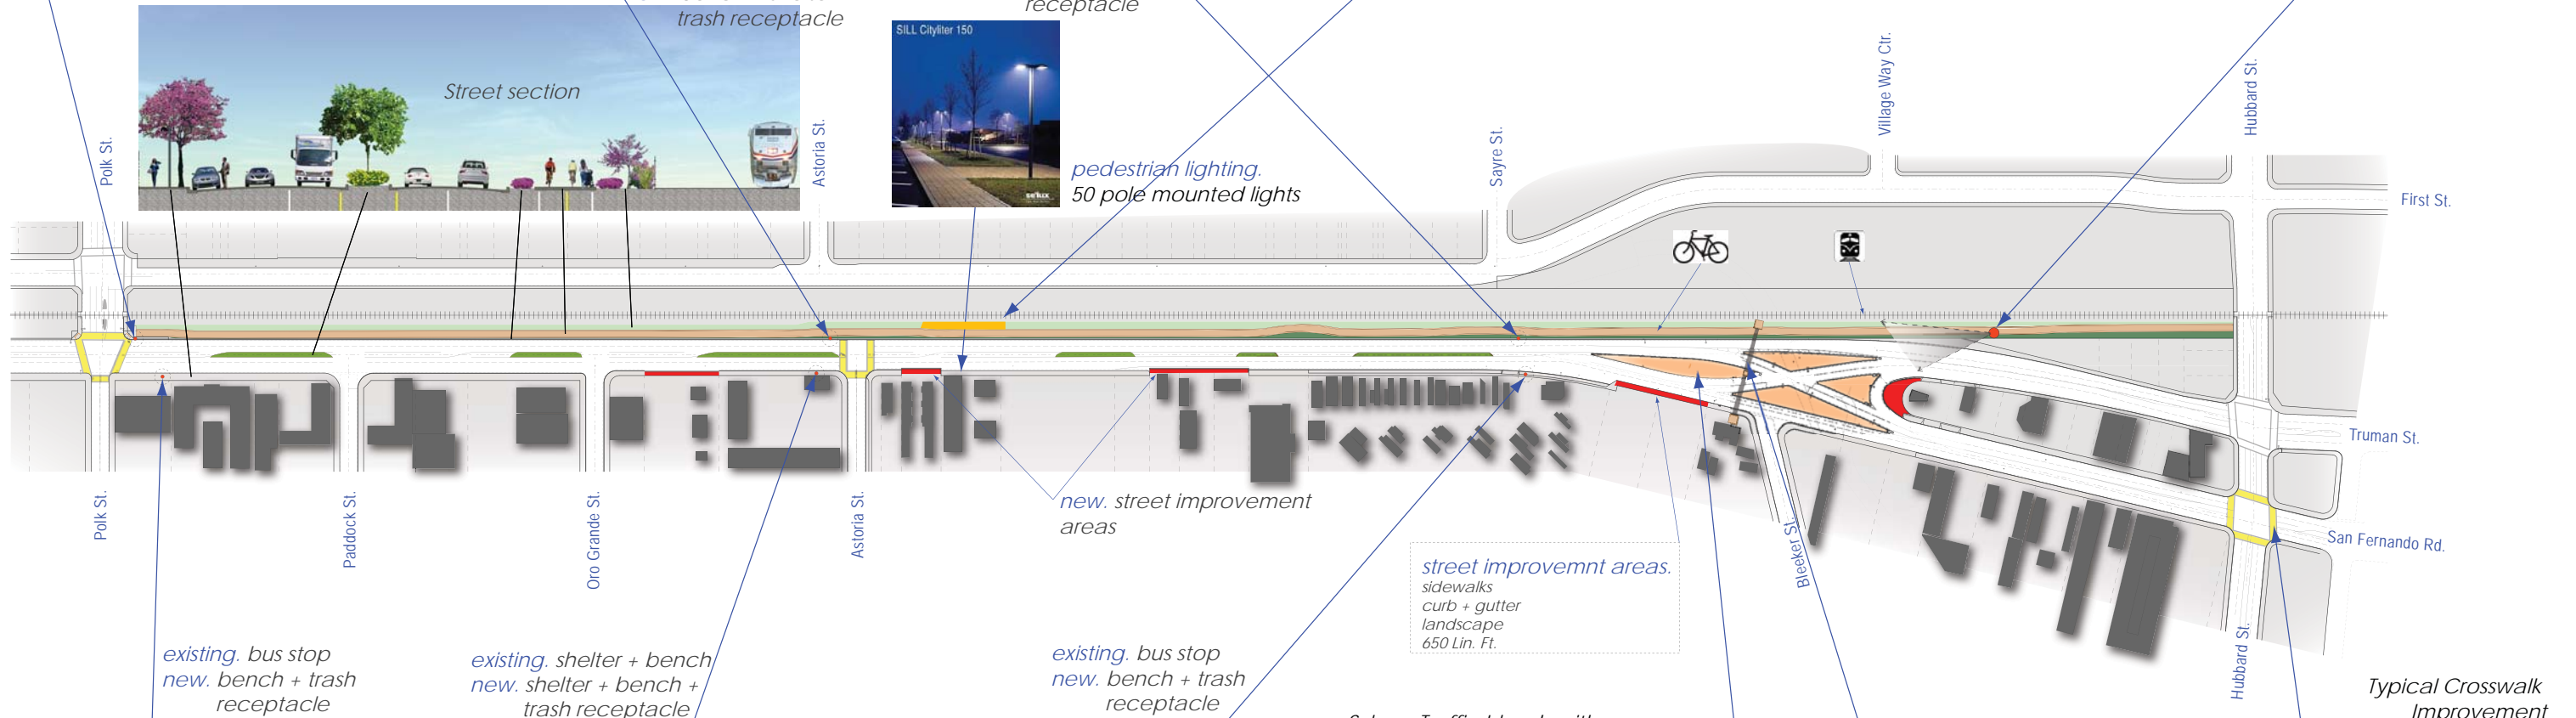 trash receptacle
receptacle
SILL Cityliter 150
Street section
se'lux
pedestrian lighting.
50 pole mounted lights
Polk St.
Astoria St.
Sayre St.
Village Way Ctr.
Hubbard St.
First St.
Truman St.
San Fernando Rd.
Polk St.
Paddock St.
Oro Grande St.
Astoria St.
new. street improvement
areas
Bleeker St.
Hubbard St.
street improvemnt areas.
sidewalks
curb + gutter
landscape
650 Lin. Ft.
existing. bus stop
new. bench + trash
receptacle
existing. shelter + bench
new. shelter + bench +
trash receptacle
existing. bus stop
new. bench + trash
receptacle
Typical Crosswalk
Improvement